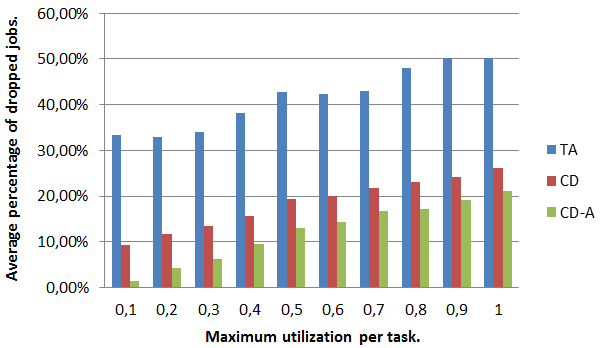 Average percentage of dropped jobs.
60,00%
50,00%
40,00%
30,00%
20,00%
10,00%
0,00%
0,1 0,2 0,3 0,4 0,5 0,6 0,7 0,8 0,9 1
Maximum utilization per task.
TA
CD
CD-A